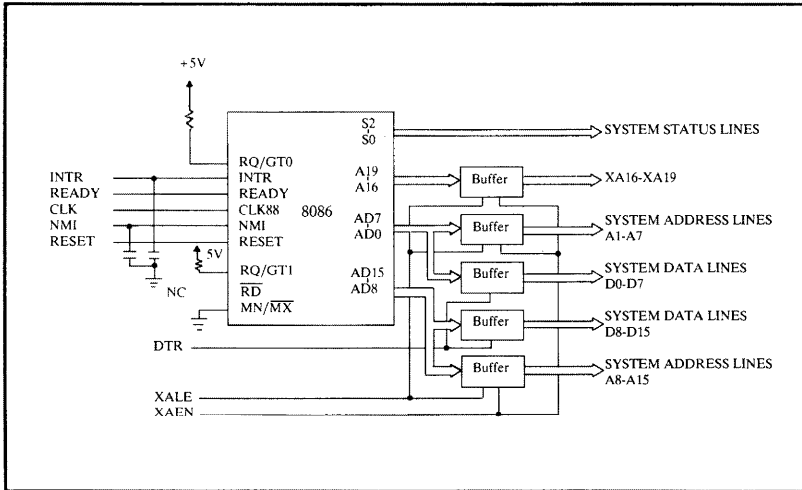 +5V
S2
S0
SYSTEM STATUS LINES
RQ/GT0
INTR
INTR
A19
A16
Buffer
XA16-XA19
READY
READY
CLK
CLK88
8086
NMI
NMI
AD7
AD0
Buffer
SYSTEM ADDRESS LINES
A1-A7
RESET
RESET
5V
RQ/GT1
Buffer
SYSTEM DATA LINES
D0-D7
NC
RD
AD15
AD8
MN/MX
Buffer
SYSTEM DATA LINES
D8-D15
DTR
Buffer
SYSTEM ADDRESS LINES
A8-A15
XALE
XAEN